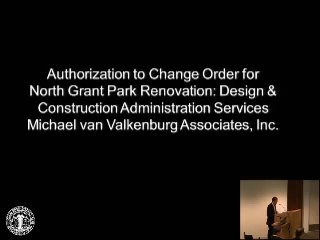 Authorization to Change Order for
North Grant Park Renovation: Design &
Construction Administration Services
Michael van Valkenburg Associates, Inc.